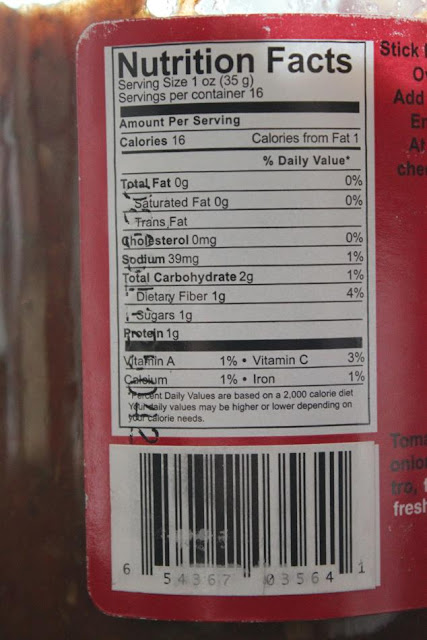 Nutrition Facts
Serving Size 1 oz (35 g)
Servings per container 16
Amount Per Serving
Calories 16 Calories from Fat 1
% Daily Value*
Total Fat 0g 0%
Saturated Fat 0g 0%
Trans Fat
Cholesterol 0mg 0%
Sodium 39mg 1%
Total Carbohydrate 2g 1%
Dietary Fiber 1g 4%
Sugars 1g
Protein 1g
Vitamin A 1% • Vitamin C 3%
Calcium 1% • Iron 1%
*Percent Daily Values are based on a 2,000 calorie diet
Your daily values may be higher or lower depending on
your calorie needs.
6 54367 03564 1
Stick
Add
At
fresh